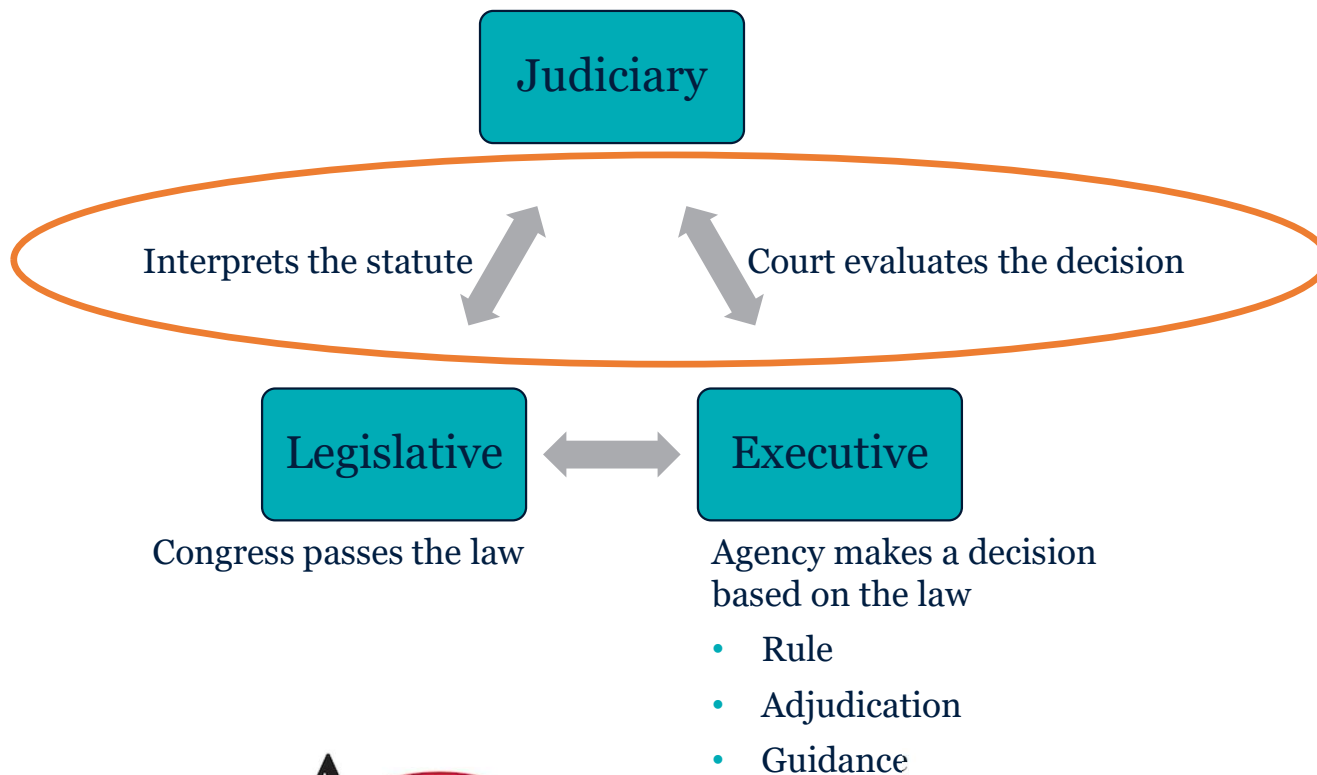 Judiciary
Interprets the statute
Court evaluates the decision
Legislative
Executive
Congress passes the law
Agency makes a decision
based on the law
• Rule
• Adjudication
• Guidance